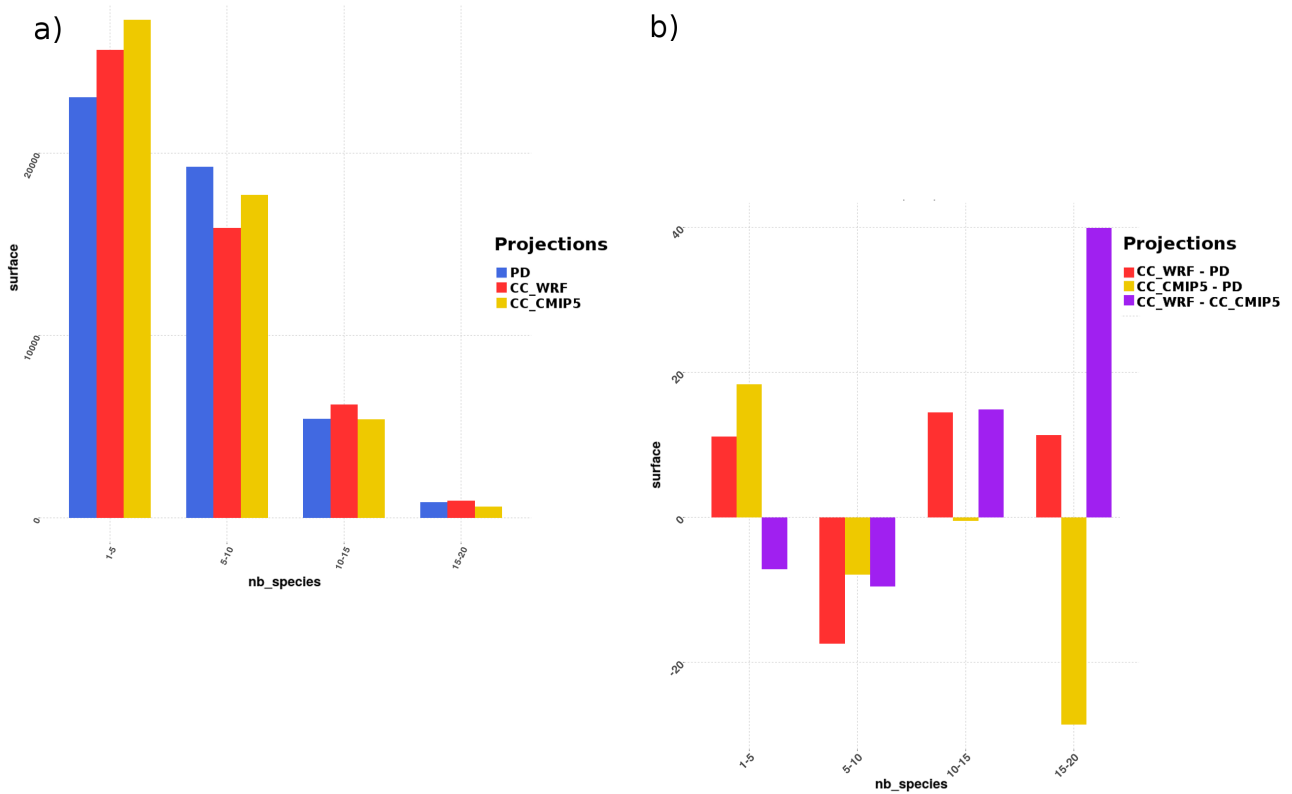 a)
surface
20000
10000
0
1-5
5-10
10-15
15-20
nb_species
Projections
PD
CC_WRF
CC_CMIP5
b)
surface
40
20
0
-20
1-5
5-10
10-15
15-20
nb_species
Projections
CC_WRF - PD
CC_CMIP5 - PD
CC_WRF - CC_CMIP5